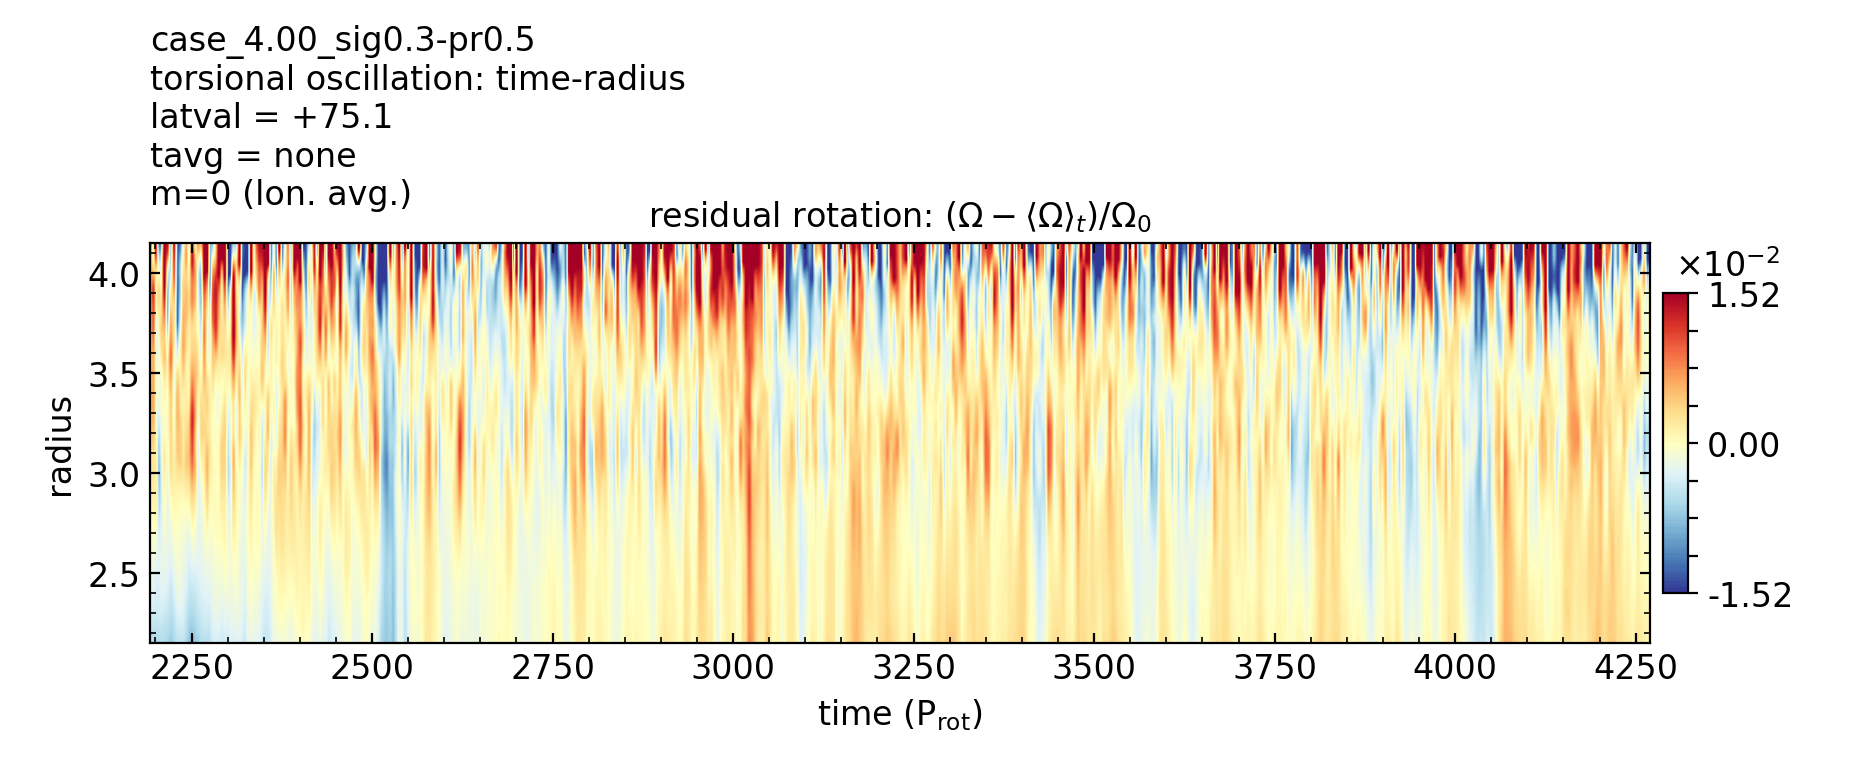 case_4.00_sig0.3-pr0.5
torsional oscillation: time-radius
latval = +75.1
tavg = none
m=0 (lon. avg.)
residual rotation: (Ω − ⟨Ω⟩t)/Ω0
×10−2
4.0
3.5
3.0
2.5
radius
1.52
0.00
-1.52
2250 2500 2750 3000 3250 3500 3750 4000 4250
time (Prot)